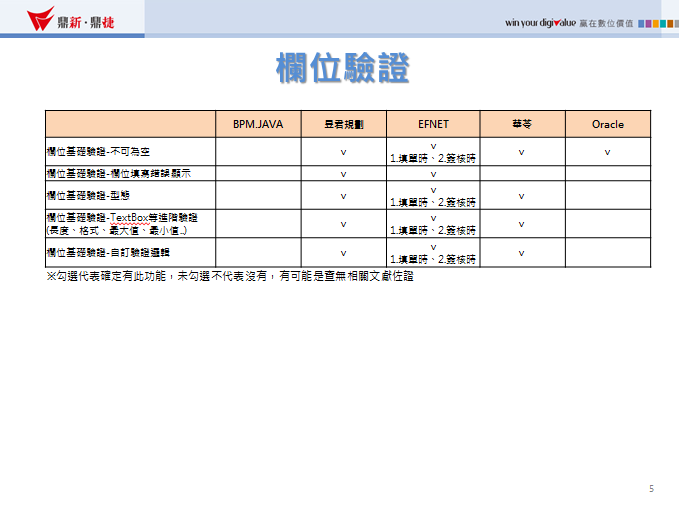 鼎新·鼎捷
win your digivalue 贏在數位價值
欄位驗證
BPM.JAVA 昱君規劃 EFNET 華苓 Oracle
欄位基礎驗證-不可為空 v v v v
1.填單時、2.簽核時
欄位基礎驗證-欄位填寫錯誤顯示 v v
欄位基礎驗證-型態 v v v
1.填單時、2.簽核時
欄位基礎驗證-TextBox等進階驗證 v v v
(長度、格式、最大值、最小值..) 1.填單時、2.簽核時
欄位基礎驗證-自訂驗證邏輯 v v v
1.填單時、2.簽核時
※勾選代表確定有此功能，未勾選不代表沒有，有可能是查無相關文獻佐證
5